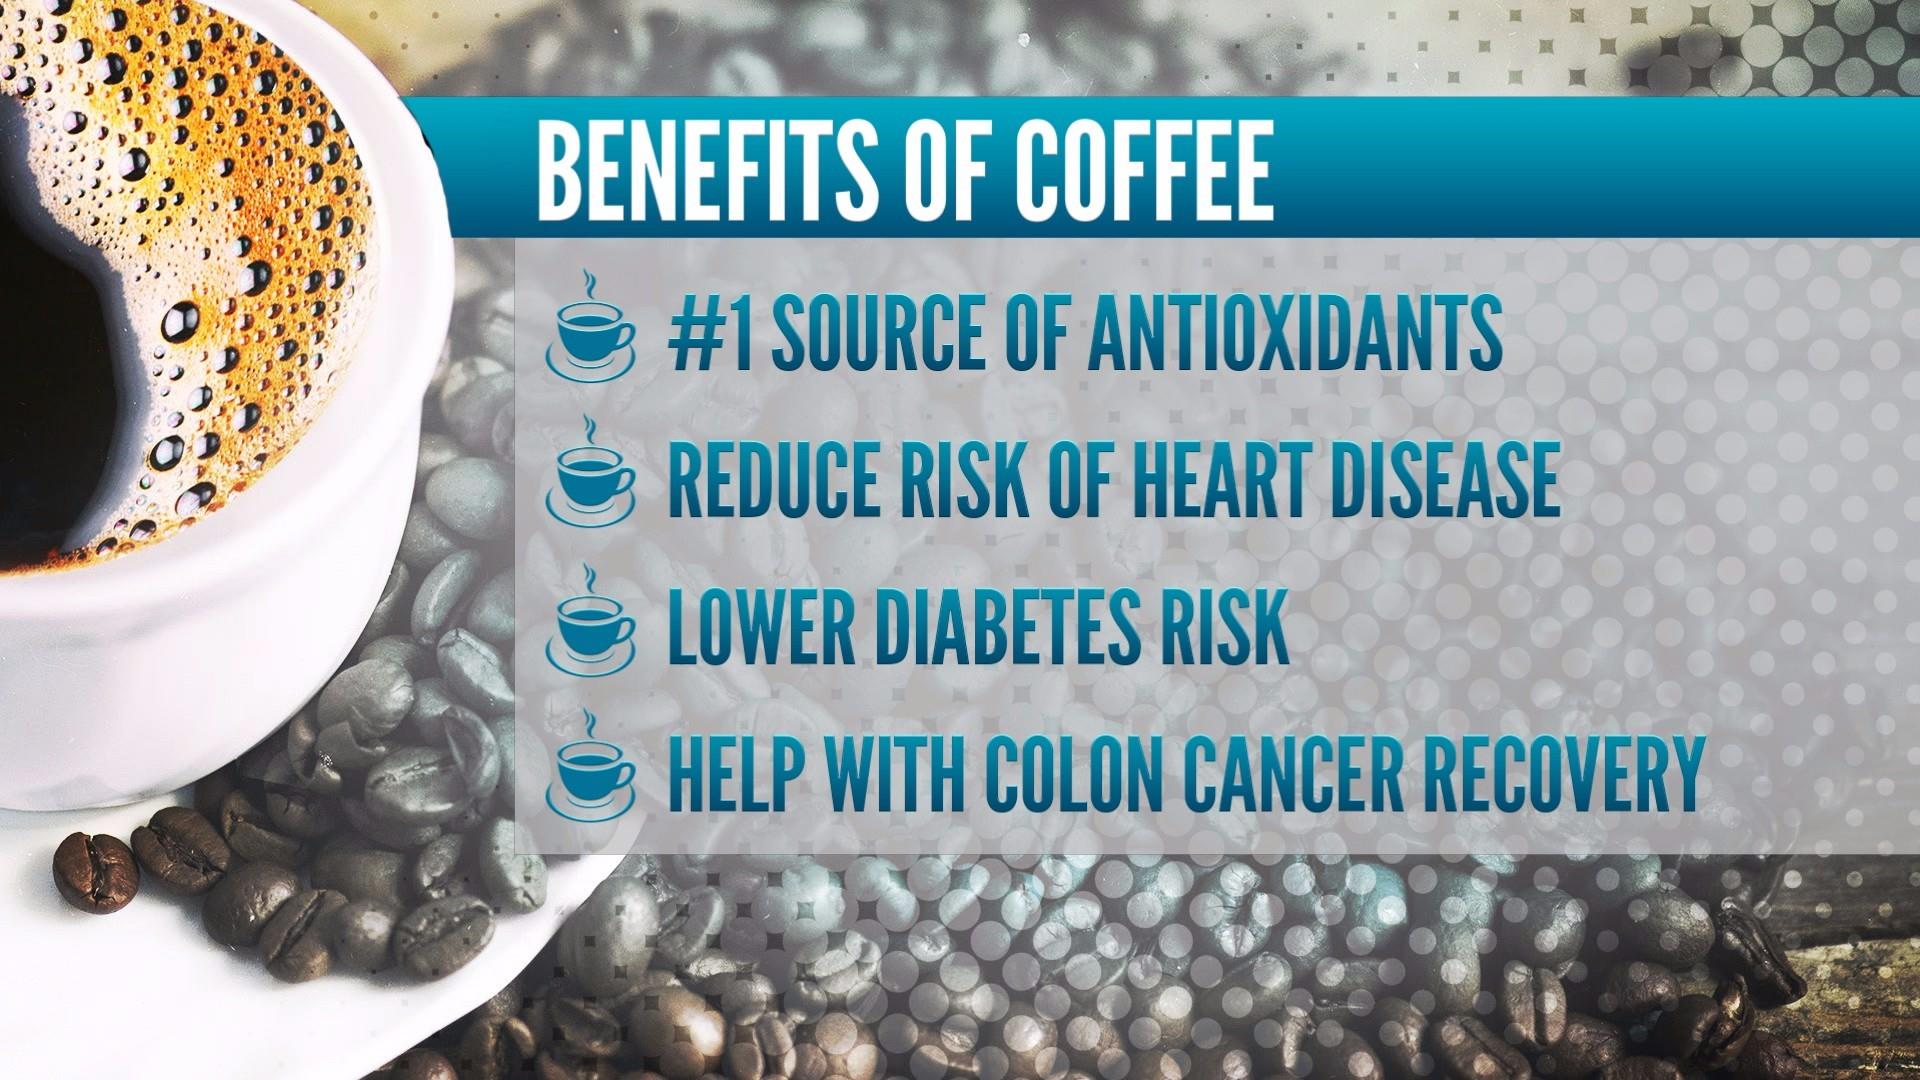 BENEFITS OF COFFEE
#1 SOURCE OF ANTIOXIDANTS
REDUCE RISK OF HEART DISEASE
LOWER DIABETES RISK
HELP WITH COLON CANCER RECOVERY